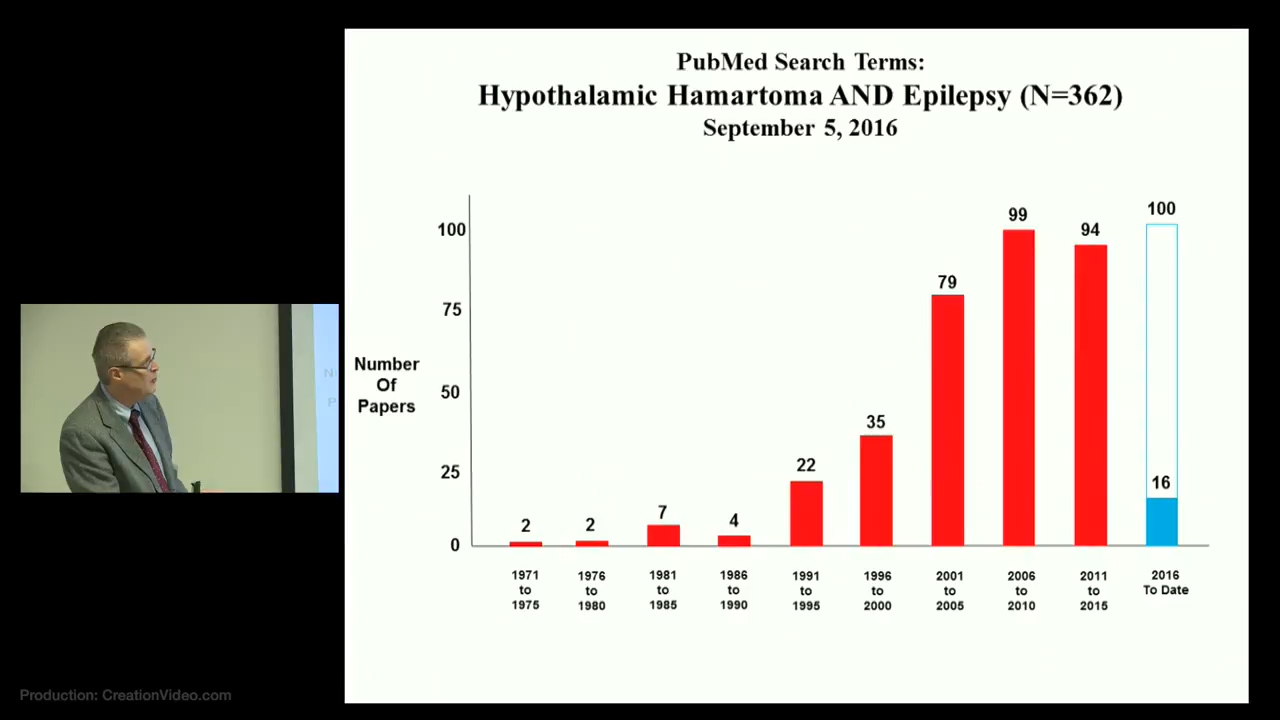 PubMed Search Terms:
Hypothalamic Hamartoma AND Epilepsy (N=362)
September 5, 2016
100
75
50
25
0
Number
Of
Papers
2
2
7
4
22
35
79
99
94
100
16
1971
to
1975
1976
to
1980
1981
to
1985
1986
to
1990
1991
to
1995
1996
to
2000
2001
to
2005
2006
to
2010
2011
to
2015
2016
To Date
Production: CreationVideo.com